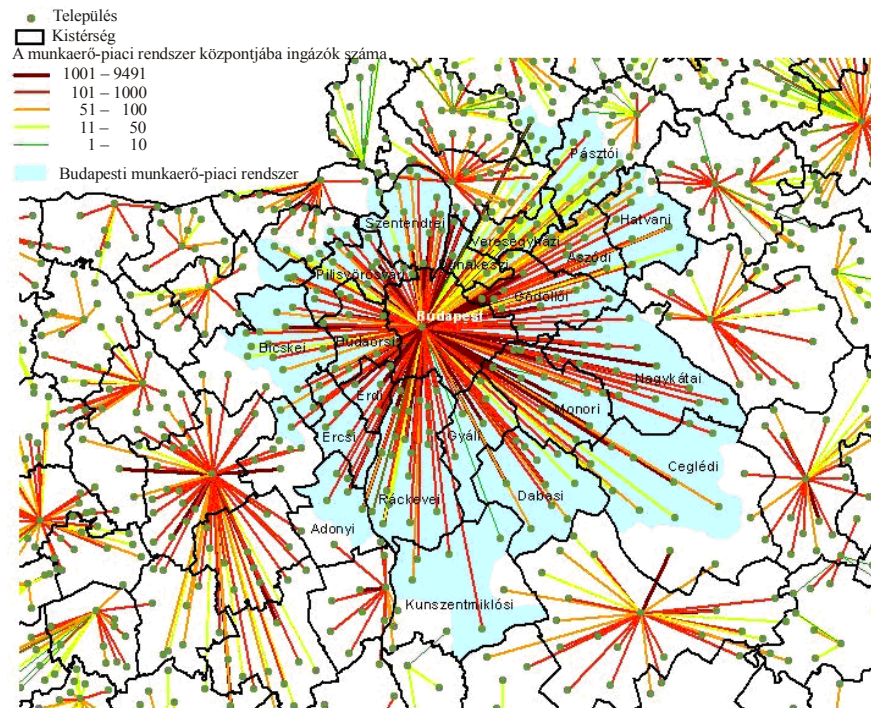 Település
Kistérség
A munkaerő-piaci rendszer központjába ingázók száma
1001 – 9491
101 – 1000
51 – 100
11 – 50
1 – 10
Budapesti munkaerő-piaci rendszer
Pásztói
Szentendrei
Hatvani
Veresegyházi
Aszódi
Dunakeszi
Pilisvörösvári
Gödöllői
Budapest
Bicskei
Budaörsi
Nagykátai
Érdi
Monori
Ercsi
Gyáli
Ceglédi
Ráckevei
Dabasi
Adonyi
Kunszentmiklósi